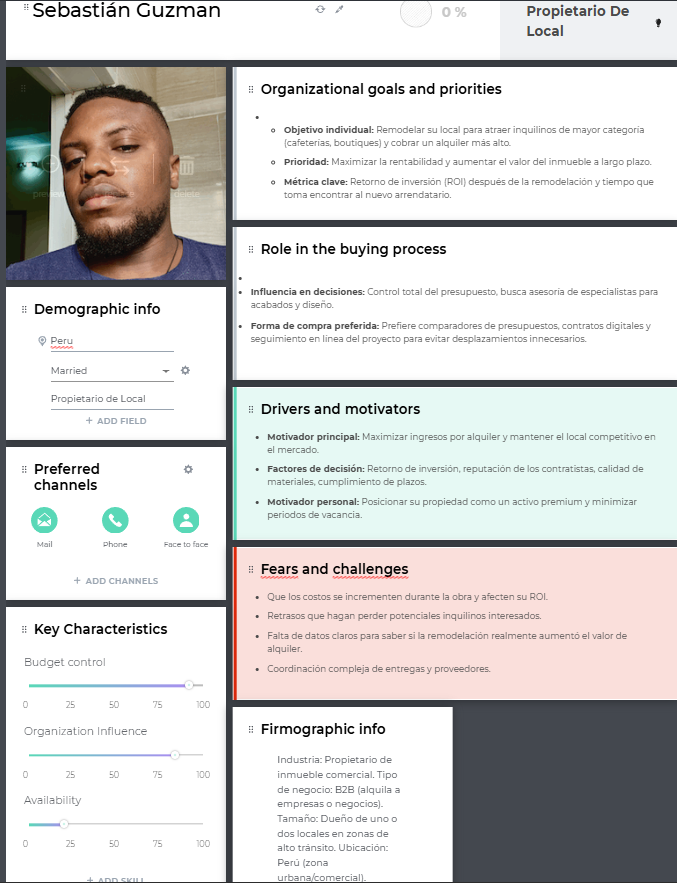 Sebastián Guzman
0 %
Propietario De
Local
Organizational goals and priorities
Objetivo individual: Remodelar su local para atraer inquilinos de mayor categoría
(cafeterías, boutiques) y cobrar un alquiler más alto.
Prioridad: Maximizar la rentabilidad y aumentar el valor del inmueble a largo plazo.
Métrica clave: Retorno de inversión (ROI) después de la remodelación y tiempo que
toma encontrar al nuevo arrendatario.
Role in the buying process
Influencia en decisiones: Control total del presupuesto, busca asesoría de especialistas para
acabados y diseño.
Forma de compra preferida: Prefiere comparadores de presupuestos, contratos digitales y
seguimiento en línea del proyecto para evitar desplazamientos innecesarios.
Demographic info
Peru
Married
Propietario de Local
+ ADD FIELD
Drivers and motivators
Motivador principal: Maximizar ingresos por alquiler y mantener el local competitivo en
el mercado.
Factores de decisión: Retorno de inversión, reputación de los contratistas, calidad de
materiales, cumplimiento de plazos.
Motivador personal: Posicionar su propiedad como un activo premium y minimizar
periodos de vacancia.
Preferred
channels
Mail
Phone
Face to face
+ ADD CHANNELS
Fears and challenges
Que los costos se incrementen durante la obra y afecten su ROI.
Retrasos que hagan perder potenciales inquilinos interesados.
Falta de datos claros para saber si la remodelación realmente aumentó el valor de
alquiler.
Coordinación compleja de entregas y proveedores.
Key Characteristics
Budget control
0 25 50 75 100
Organization Influence
0 25 50 75 100
Availability
0 25 50 75 100
+ ADD SKILL
Firmographic info
Industria: Propietario de
inmueble comercial. Tipo
de negocio: B2B (alquila a
empresas o negocios).
Tamaño: Dueño de uno o
dos locales en zonas de
alto tránsito. Ubicación:
Perú (zona
urbana/comercial).